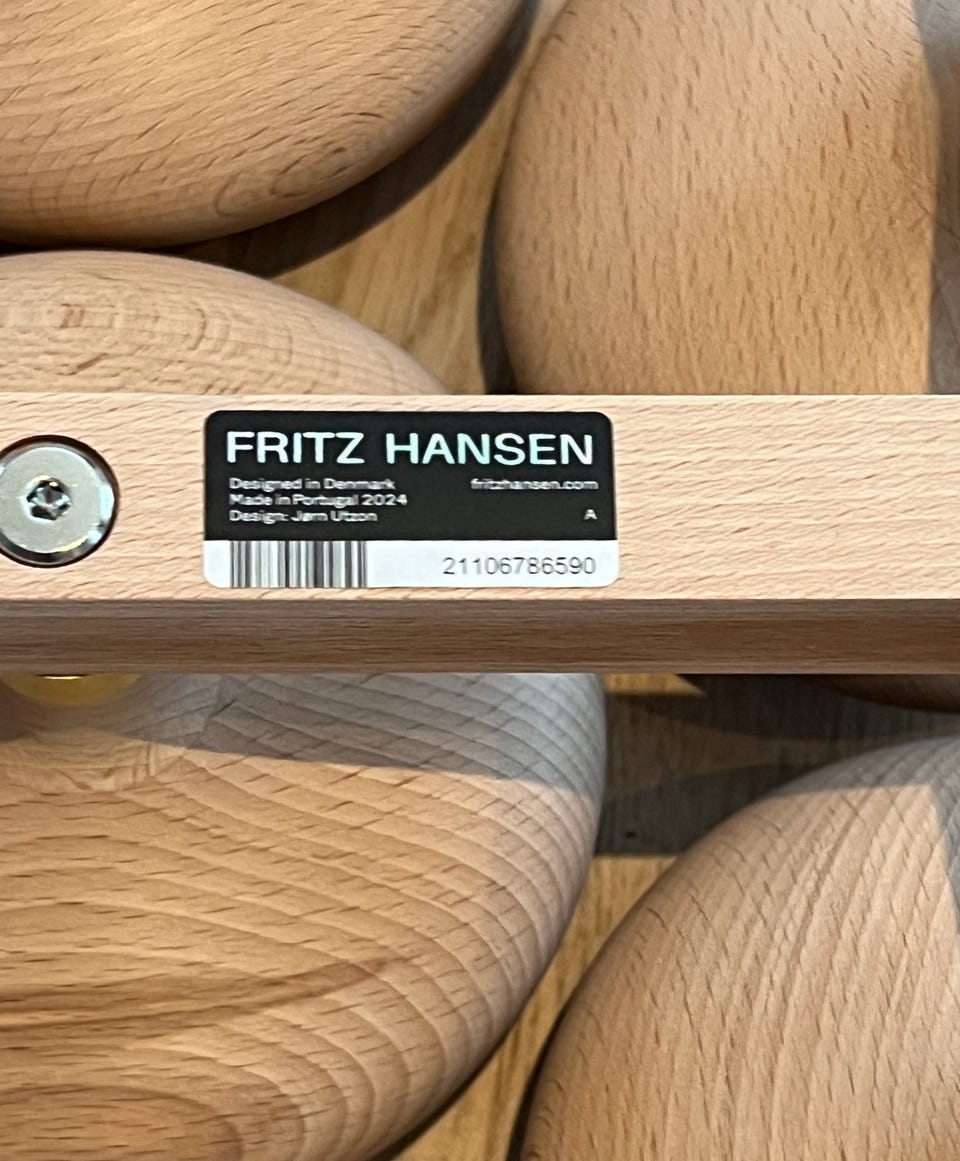 FRITZ HANSEN
Designed in Denmark fritzhansen.com
Made in Portugal 2024
Design: Jørn Utzon A
21106786590